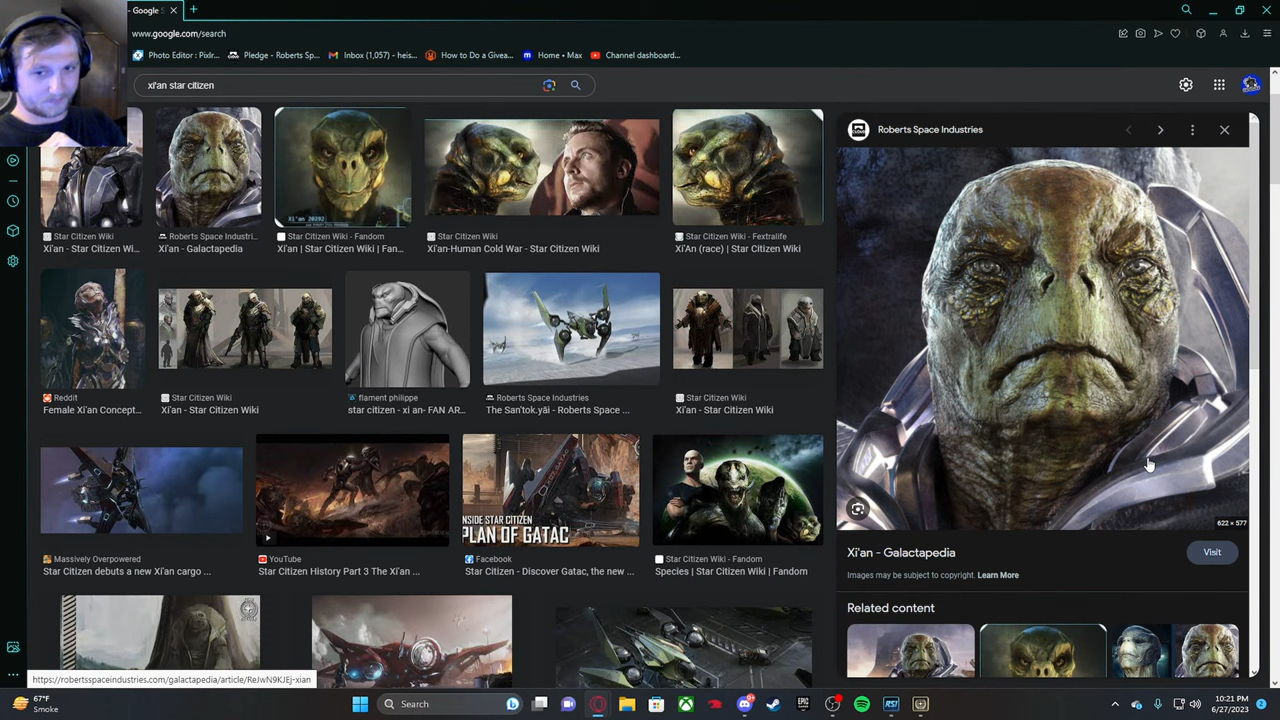 - Google S
www.google.com/search
Photo Editor : Pixlr...
Pledge - Roberts Sp...
Inbox (1,057) - heis...
How to Do a Givea...
Home • Max
Channel dashboard...
xi'an star citizen
Roberts Space Industries
Xi'an 20292
Star Citizen Wiki
Xi'an - Star Citizen Wi...
Roberts Space Industri...
Xi'an - Galactapedia
Star Citizen Wiki - Fandom
Xi'an | Star Citizen Wiki | Fan...
Star Citizen Wiki
Xi'an-Human Cold War - Star Citizen Wiki
Star Citizen Wiki - Fextralife
Xi'An (race) | Star Citizen Wiki
Reddit
Female Xi'an Concept...
Star Citizen Wiki
Xi'an - Star Citizen Wiki
flament philippe
star citizen - xi an- FAN AR...
Roberts Space Industries
The San'tok.yāi - Roberts Space ...
Star Citizen Wiki
Xi'an - Star Citizen Wiki
INSIDE STAR CITIZEN
PLAN OF GATAC
622 × 577
Massively Overpowered
Star Citizen debuts a new Xi'an cargo ...
YouTube
Star Citizen History Part 3 The Xi'an ...
Facebook
Star Citizen - Discover Gatac, the new ...
Star Citizen Wiki - Fandom
Species | Star Citizen Wiki | Fandom
Xi'an - Galactapedia
Visit
Images may be subject to copyright. Learn More
Related content
https://robertsspaceindustries.com/galactapedia/article/ReJwN9KJEj-xian
67°F
Smoke
Search
RSI
EPIC
10:21 PM
6/27/2023